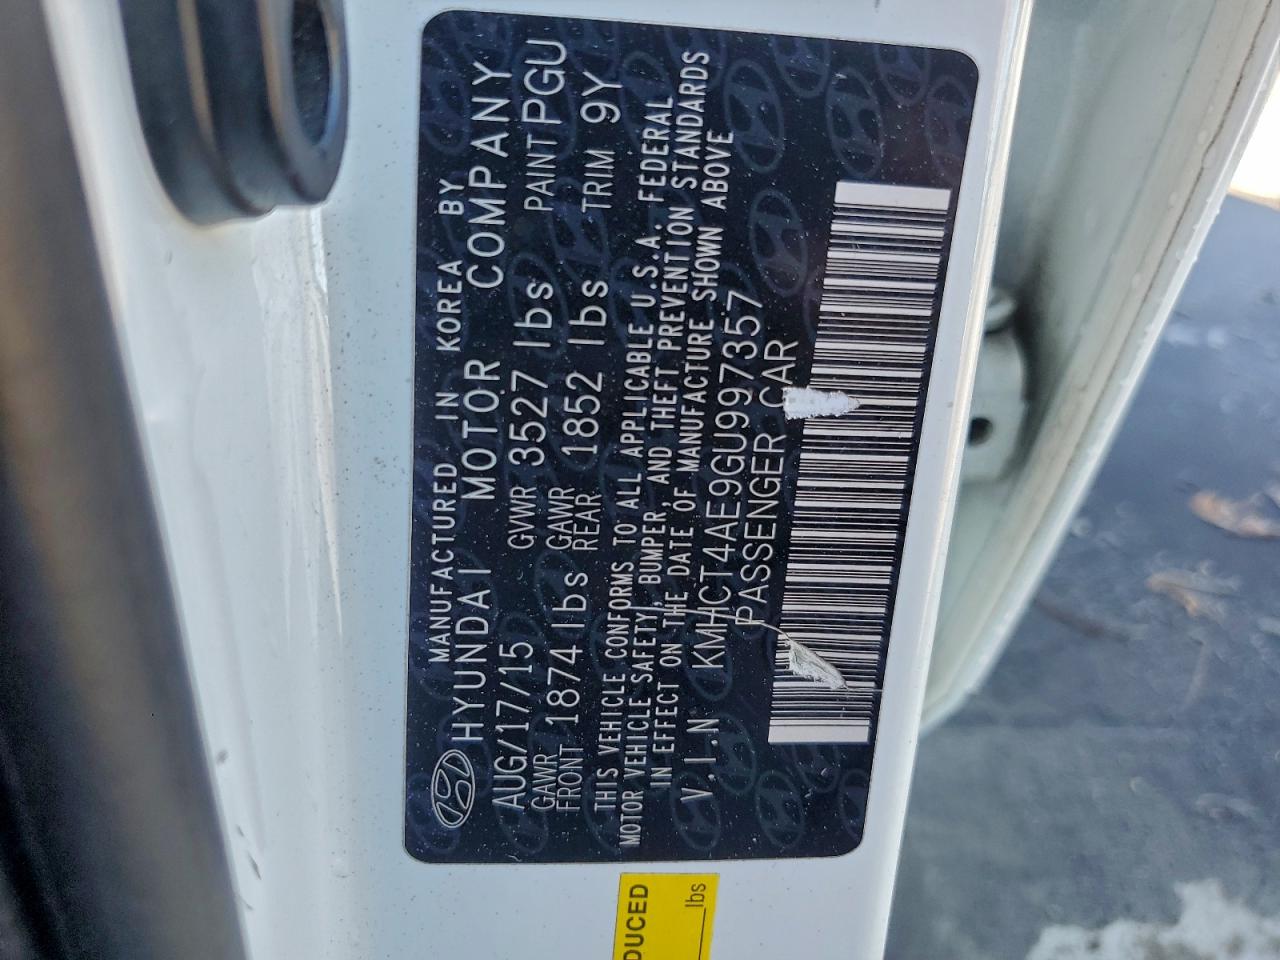 MANUFACTURED IN KOREA BY
HYUNDAI MOTOR COMPANY
AUG/17/15 GVWR 3527 lbs PAINT PGU
GAWR FRONT 1874 lbs GAWR REAR 1852 lbs TRIM 9Y
THIS VEHICLE CONFORMS TO ALL APPLICABLE U.S.A. FEDERAL
MOTOR VEHICLE SAFETY, BUMPER, AND THEFT PREVENTION STANDARDS
IN EFFECT ON THE DATE OF MANUFACTURE SHOWN ABOVE
V.I.N KMHCT4AE9GU997357
PASSENGER CAR
DUCED
lbs